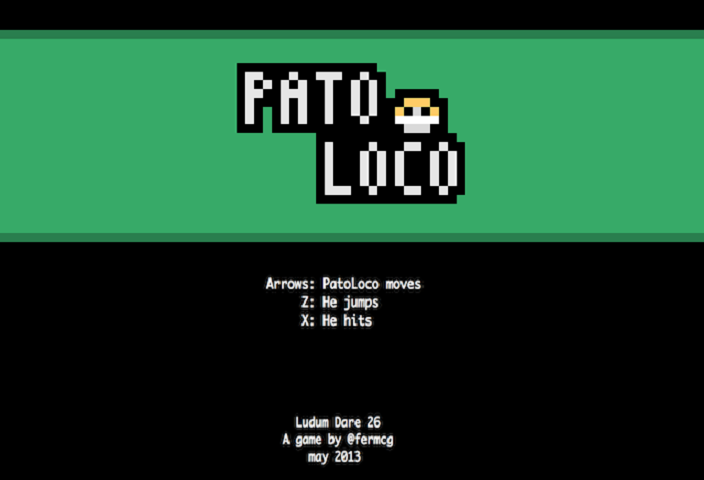 PATO
LOCO
Arrows: PatoLoco moves
Z: He jumps
X: He hits
Ludum Dare 26
A game by @fermcg
may 2013